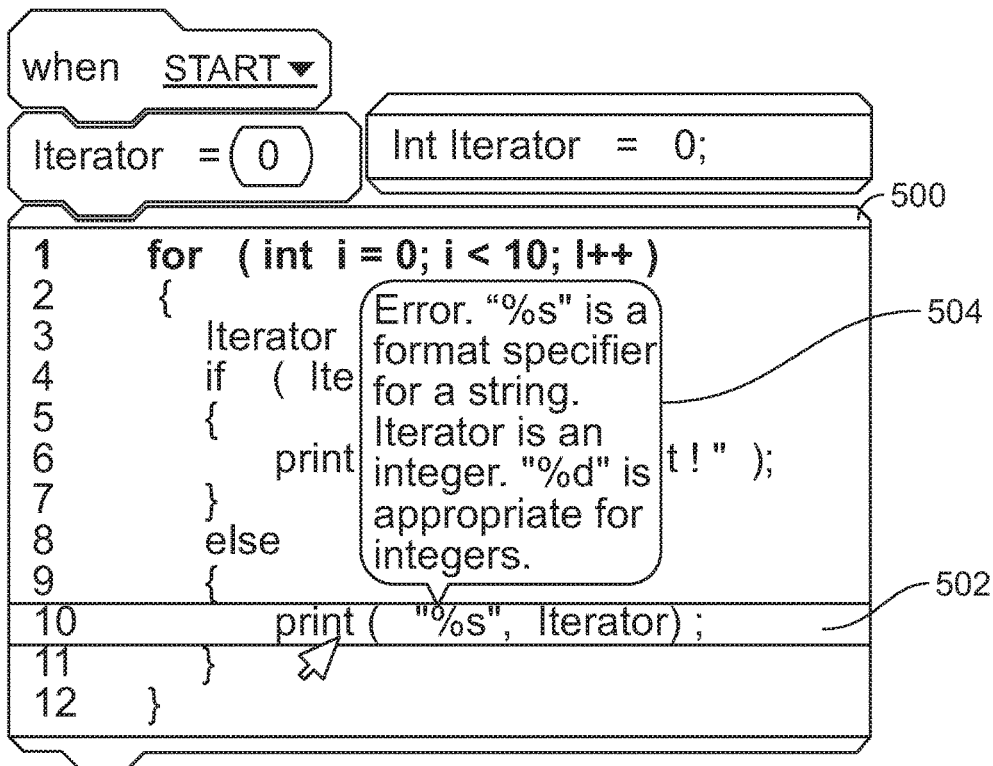 when START
Iterator = 0
Int Iterator = 0;
500
1 for ( int i = 0; i < 10; I++ )
2 {
3 Iterator
4 if ( Ite
5 {
6 print t ! " );
7 }
8 else
9 {
10 print ( "%s", Iterator) ;
11 }
12 }
Error. “%s" is a
format specifier
for a string.
Iterator is an
integer. "%d" is
appropriate for
integers.
504
502